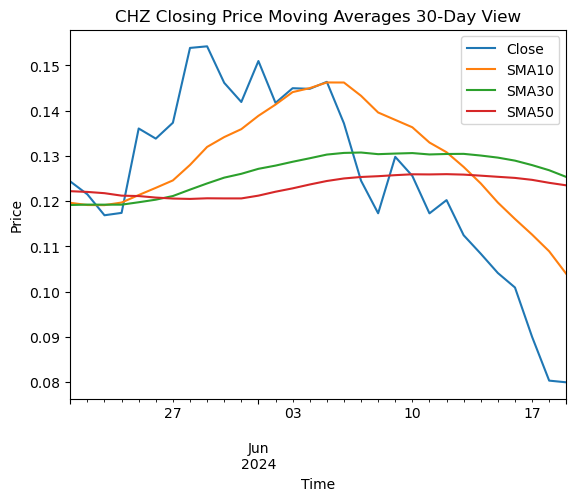 CHZ Closing Price Moving Averages 30-Day View
Close
SMA10
SMA30
SMA50
Price
0.15
0.14
0.13
0.12
0.11
0.10
0.09
0.08
27 03 10 17
Jun
2024
Time